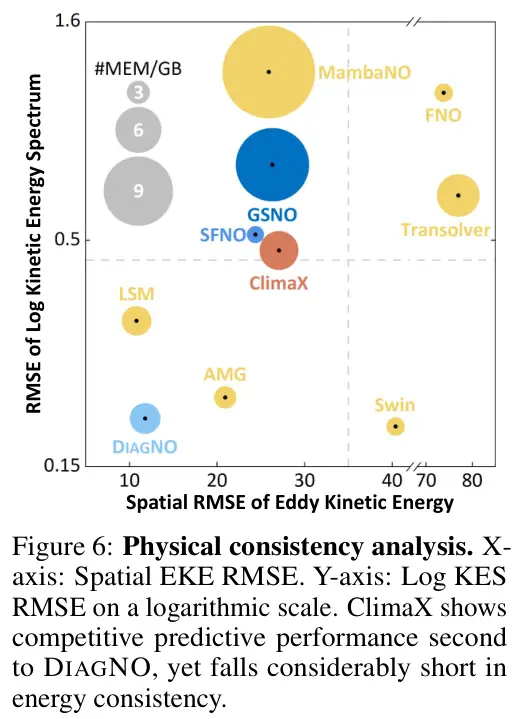 1.6
#MEM/GB
3
6
9
MambaNO
FNO
GSNO
Transolver
SFNO
0.5
ClimaX
LSM
AMG
Swin
DIAGNO
0.15
10
20
30
40
70
80
RMSE of Log Kinetic Energy Spectrum
Spatial RMSE of Eddy Kinetic Energy
Figure 6: Physical consistency analysis. X-
axis: Spatial EKE RMSE. Y-axis: Log KES
RMSE on a logarithmic scale. ClimaX shows
competitive predictive performance second
to DIAGNO, yet falls considerably short in
energy consistency.